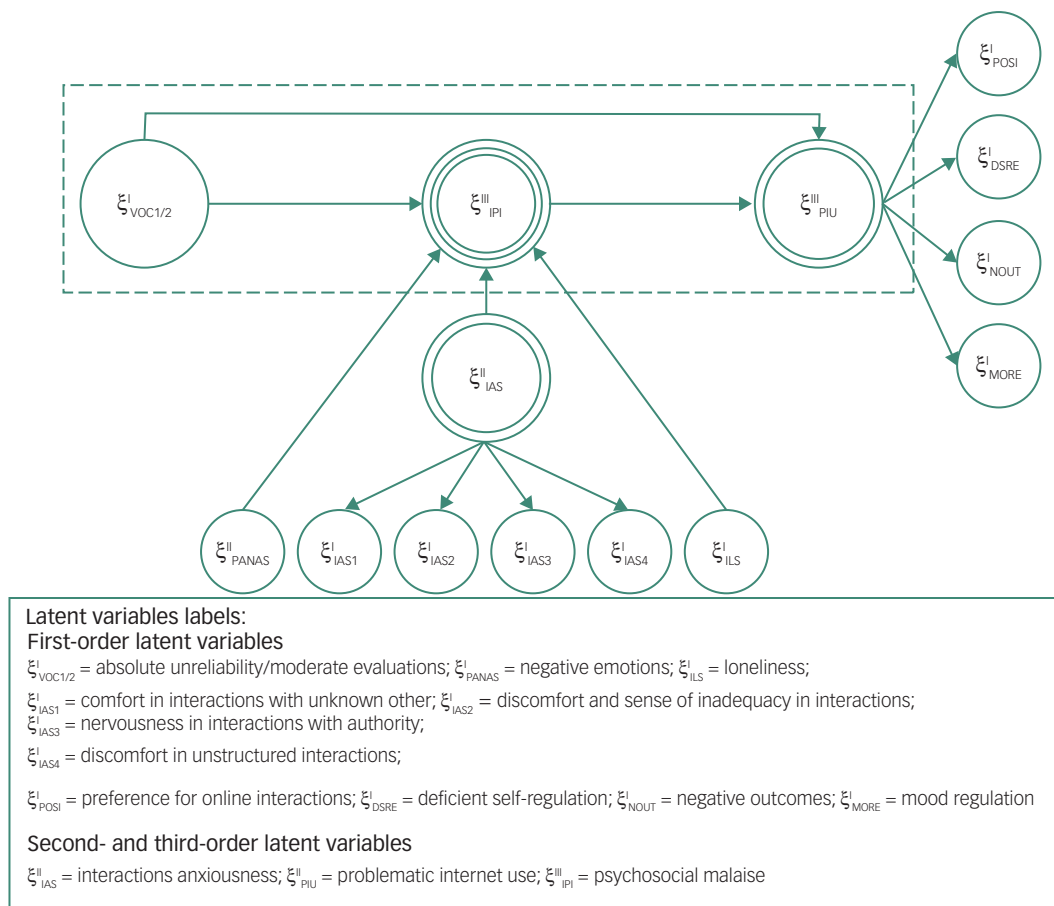 ξ^I_POSI
ξ^I_DSRE
ξ^I_VOC1/2
ξ^III_IPI
ξ^III_PIU
ξ^I_NOUT
ξ^I_MORE
ξ^II_IAS
ξ^II_PANAS
ξ^I_IAS1
ξ^I_IAS2
ξ^I_IAS3
ξ^I_IAS4
ξ^I_ILS
Latent variables labels:
First-order latent variables
ξ^I_VOC1/2 = absolute unreliability/moderate evaluations; ξ^I_PANAS = negative emotions; ξ^I_ILS = loneliness;
ξ^I_IAS1 = comfort in interactions with unknown other; ξ^I_IAS2 = discomfort and sense of inadequacy in interactions;
ξ^I_IAS3 = nervousness in interactions with authority;
ξ^I_IAS4 = discomfort in unstructured interactions;
ξ^I_POSI = preference for online interactions; ξ^I_DSRE = deficient self-regulation; ξ^I_NOUT = negative outcomes; ξ^I_MORE = mood regulation
Second- and third-order latent variables
ξ^II_IAS = interactions anxiousness; ξ^II_PIU = problematic internet use; ξ^III_IPI = psychosocial malaise